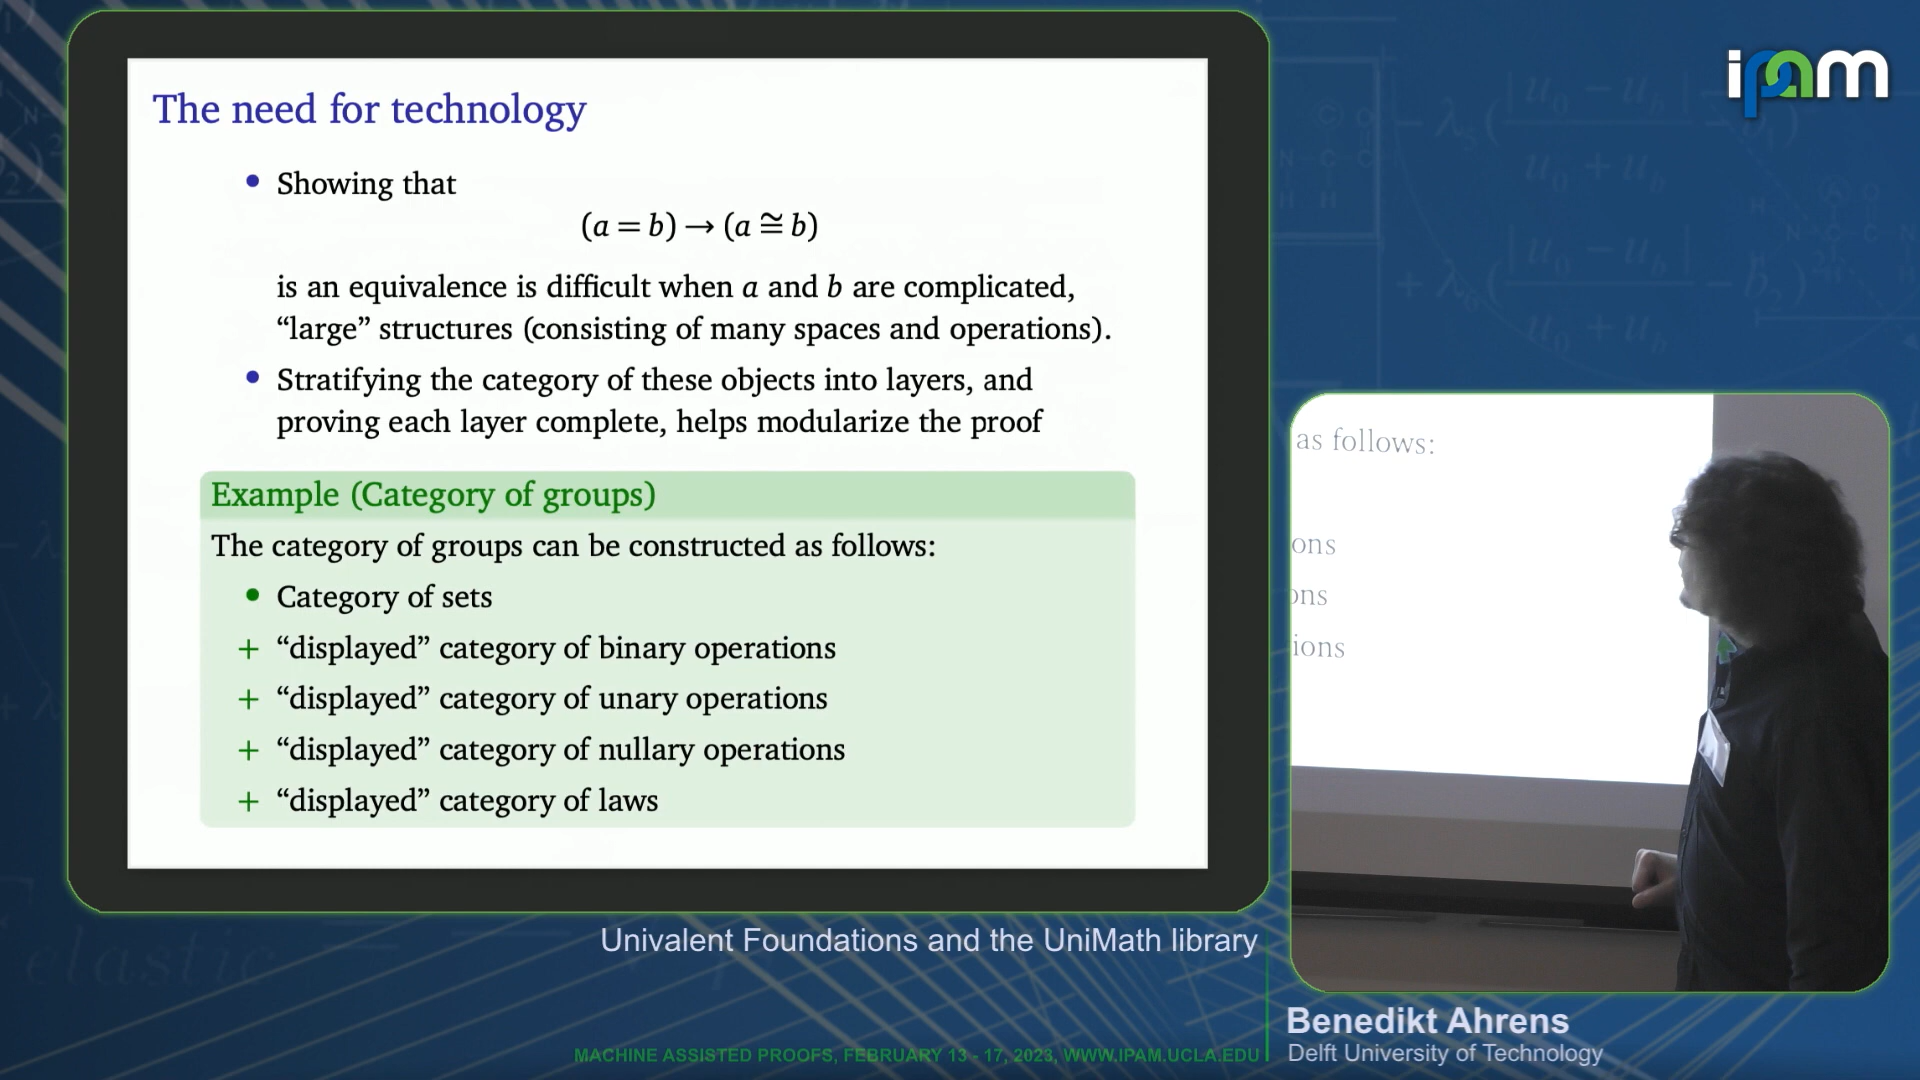 The need for technology
• Showing that
(a = b) → (a ≅ b)
is an equivalence is difficult when a and b are complicated,
“large” structures (consisting of many spaces and operations).
• Stratifying the category of these objects into layers, and
proving each layer complete, helps modularize the proof
Example (Category of groups)
The category of groups can be constructed as follows:
• Category of sets
+ “displayed” category of binary operations
+ “displayed” category of unary operations
+ “displayed” category of nullary operations
+ “displayed” category of laws
ipam
as follows:
ons
ons
ions
Univalent Foundations and the UniMath library
Benedikt Ahrens
Delft University of Technology
MACHINE ASSISTED PROOFS, FEBRUARY 13 - 17, 2023, WWW.IPAM.UCLA.EDU
elastic